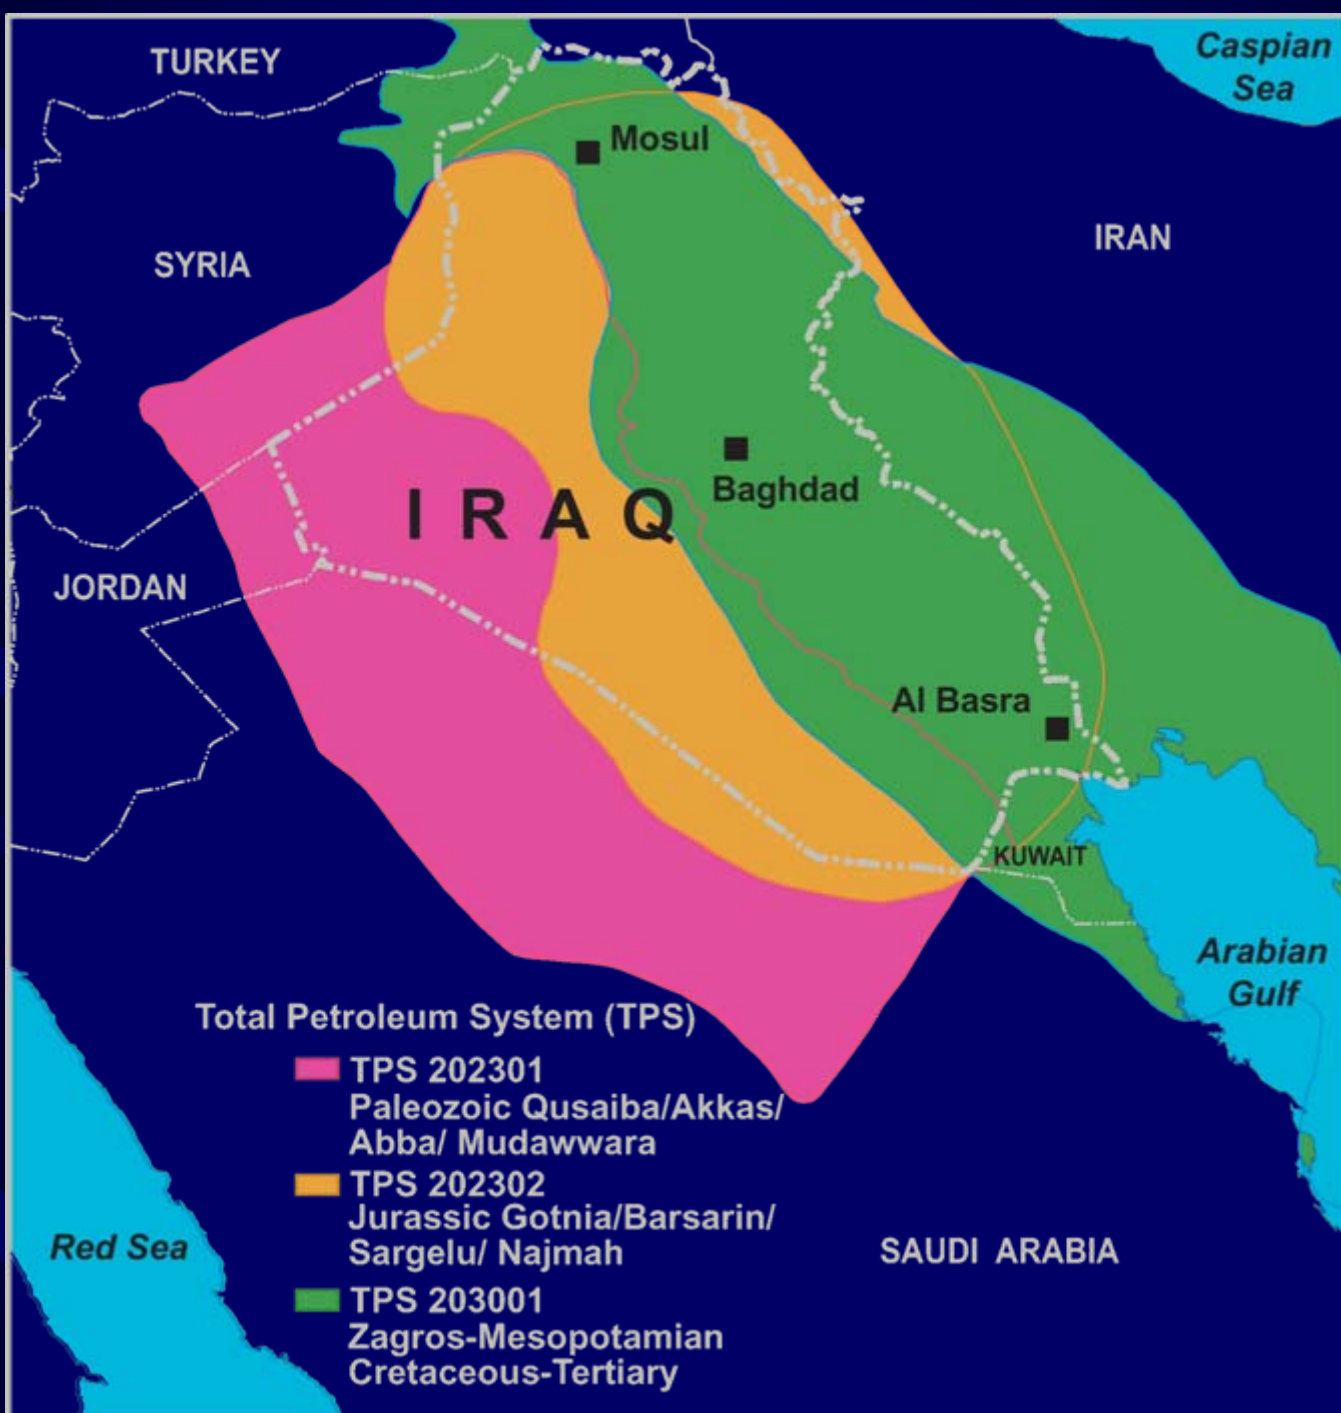 TURKEY
Caspian
Sea
Mosul
IRAN
SYRIA
Baghdad
I R A Q
JORDAN
Al Basra
KUWAIT
Arabian
Gulf
Total Petroleum System (TPS)
TPS 202301
Paleozoic Qusaiba/Akkas/
Abba/ Mudawwara
TPS 202302
Jurassic Gotnia/Barsarin/
Sargelu/ Najmah
Red Sea
SAUDI ARABIA
TPS 203001
Zagros-Mesopotamian
Cretaceous-Tertiary